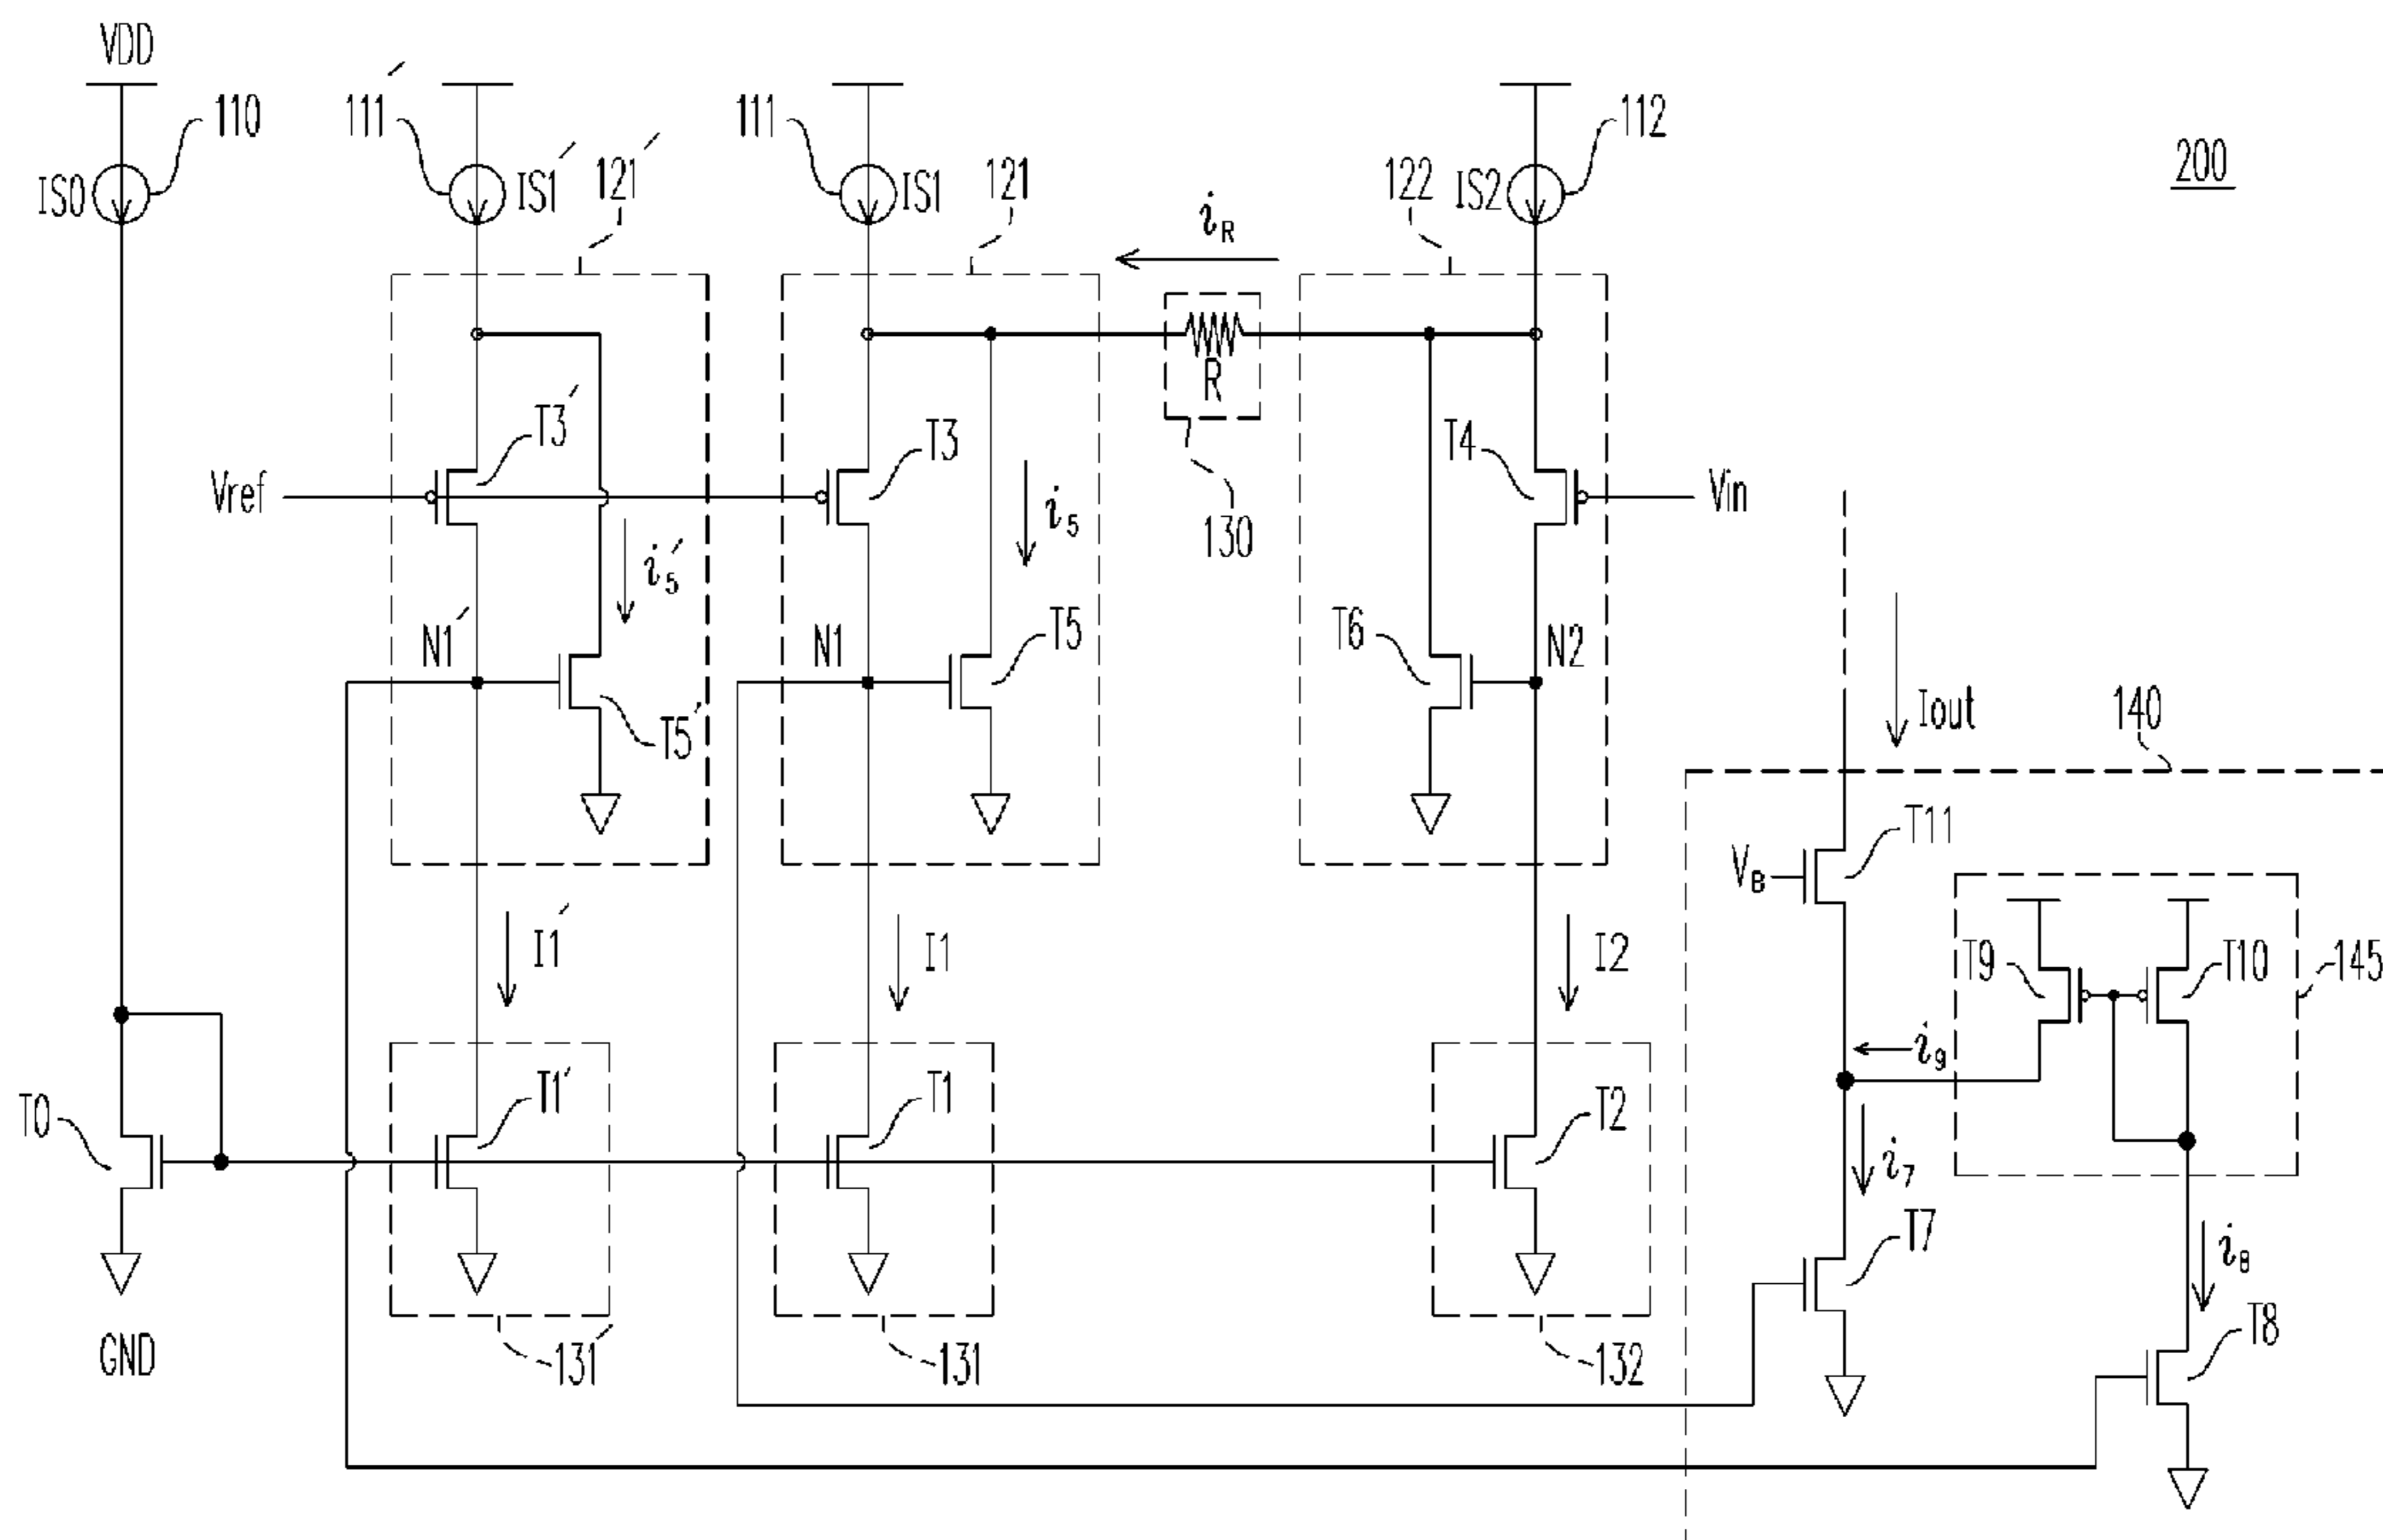 VDD
111′ 110 111 112
200
IS0 IS1′ 121′ IS1 121 iR 122 IS2
R
T3′ T3 T4
Vref Vin
130
i5′ i5
N1′ N1 T5 T6 N2
T5′
Iout 140
T11
VB
I1′ I1 I2
T9 T10 145
i9
T0 T1′ T1 T2
i7
T7
i8
T8
GND 131′ 131 132